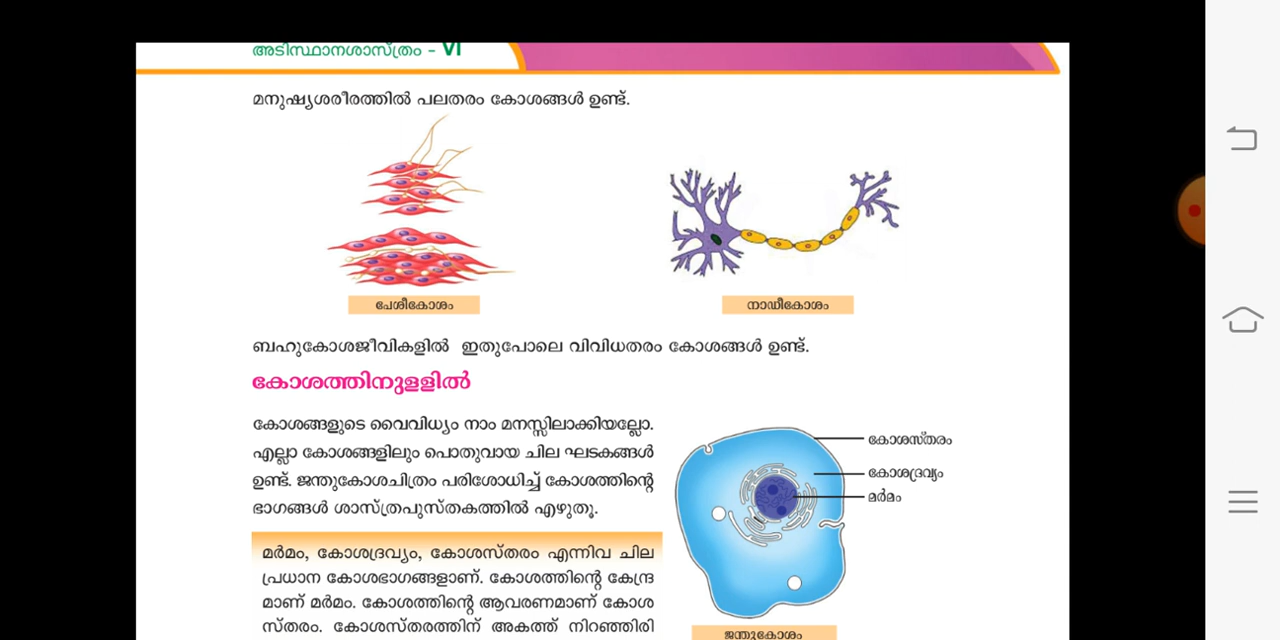 അടിസ്ഥാനശാസ്ത്രം - VI
മനുഷ്യശരീരത്തിൽ പലതരം കോശങ്ങൾ ഉണ്ട്.
പേശീകോശം
നാഡീകോശം
ബഹുകോശജീവികളിൽ ഇതുപോലെ വിവിധതരം കോശങ്ങൾ ഉണ്ട്.
കോശത്തിനുള്ളിൽ
കോശങ്ങളുടെ വൈവിധ്യം നാം മനസ്സിലാക്കിയല്ലോ.
എല്ലാ കോശങ്ങളിലും പൊതുവായ ചില ഘടകങ്ങൾ
ഉണ്ട്. ജന്തുകോശചിത്രം പരിശോധിച്ച് കോശത്തിന്റെ
ഭാഗങ്ങൾ ശാസ്ത്രപുസ്തകത്തിൽ എഴുതൂ.
കോശസ്തരം
കോശദ്രവ്യം
മർമം
മർമം, കോശദ്രവ്യം, കോശസ്തരം എന്നിവ ചില
പ്രധാന കോശഭാഗങ്ങളാണ്. കോശത്തിന്റെ കേന്ദ്ര
മാണ് മർമം. കോശത്തിന്റെ ആവരണമാണ് കോശ
സ്തരം. കോശസ്തരത്തിന് അകത്ത് നിറഞ്ഞിരി
ജന്തുകോശം